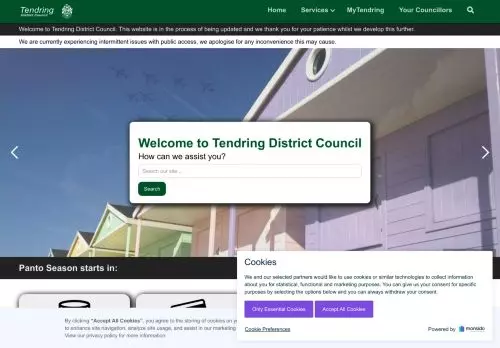 Tendring
District Council
Home
Services
MyTendring
Your Councillors
Welcome to Tendring District Council. This website is in the process of being updated and we thank you for your patience whilst we develop this further.
We are currently experiencing intermittent issues with public access, we apologise for any inconvenience this may cause.
Welcome to Tendring District Council
How can we assist you?
Search our site ...
Search
Panto Season starts in:
Cookies
We and our selected partners would like to use cookies or similar technologies to collect information
about you for statistical, functional and marketing purposes. You can give us your consent for specific
purposes by selecting the options below and you can always withdraw your consent.
Only Essential Cookies
Accept All Cookies
Cookie Preferences
Powered by monsido
By clicking "Accept All Cookies", you agree to the storing of cookies on
to enhance site navigation, analyze site usage, and assist in our marketing
View our privacy policy for more information